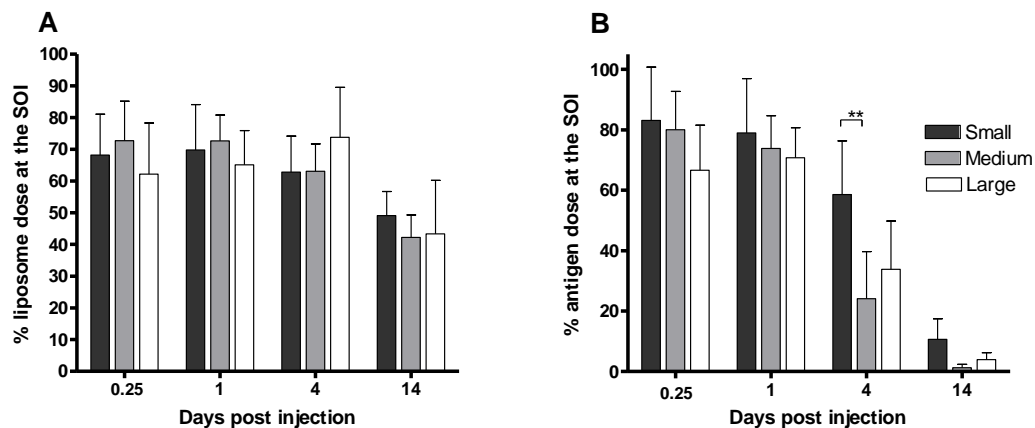 A
% liposome dose at the SOI
100
90
80
70
60
50
40
30
20
10
0
0.25 1 4 14
Days post injection
B
% antigen dose at the SOI
100
80
60
40
20
0
**
Small
Medium
Large
0.25 1 4 14
Days post injection